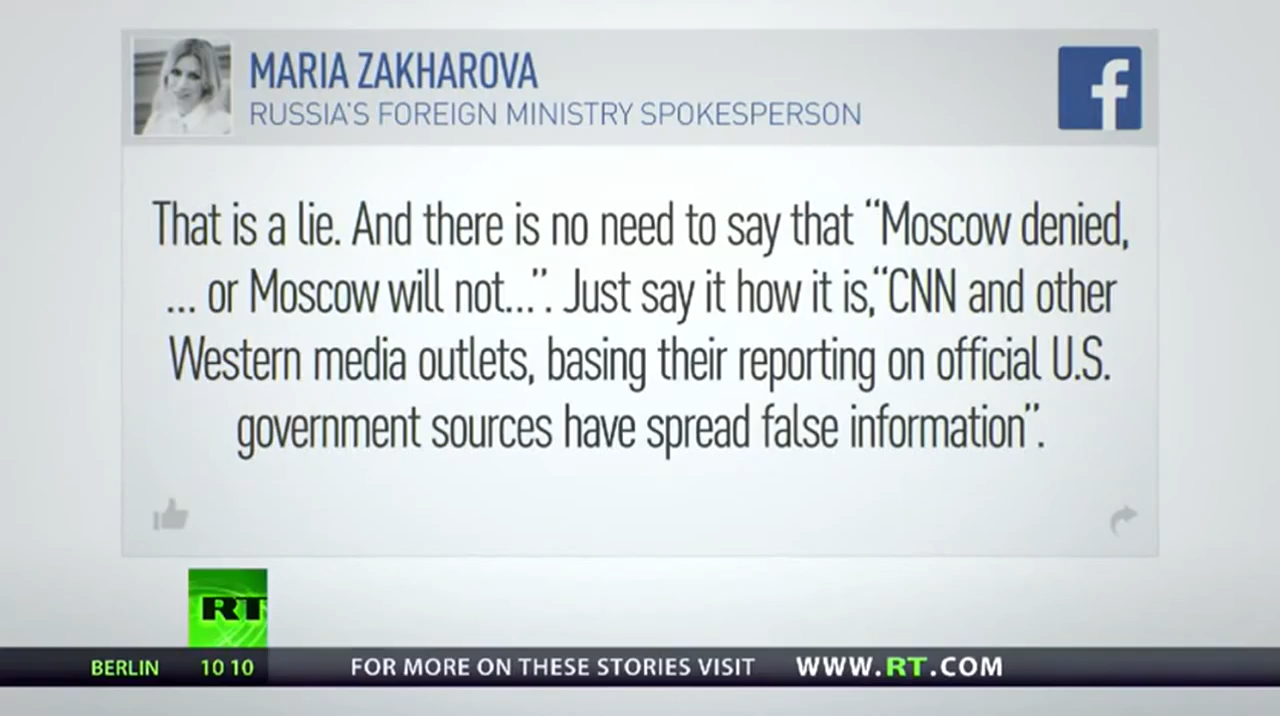 MARIA ZAKHAROVA
RUSSIA'S FOREIGN MINISTRY SPOKESPERSON
f
That is a lie. And there is no need to say that “Moscow denied,
... or Moscow will not...”. Just say it how it is,“CNN and other
Western media outlets, basing their reporting on official U.S.
government sources have spread false information”.
RT
BERLIN 10 10 FOR MORE ON THESE STORIES VISIT WWW.RT.COM